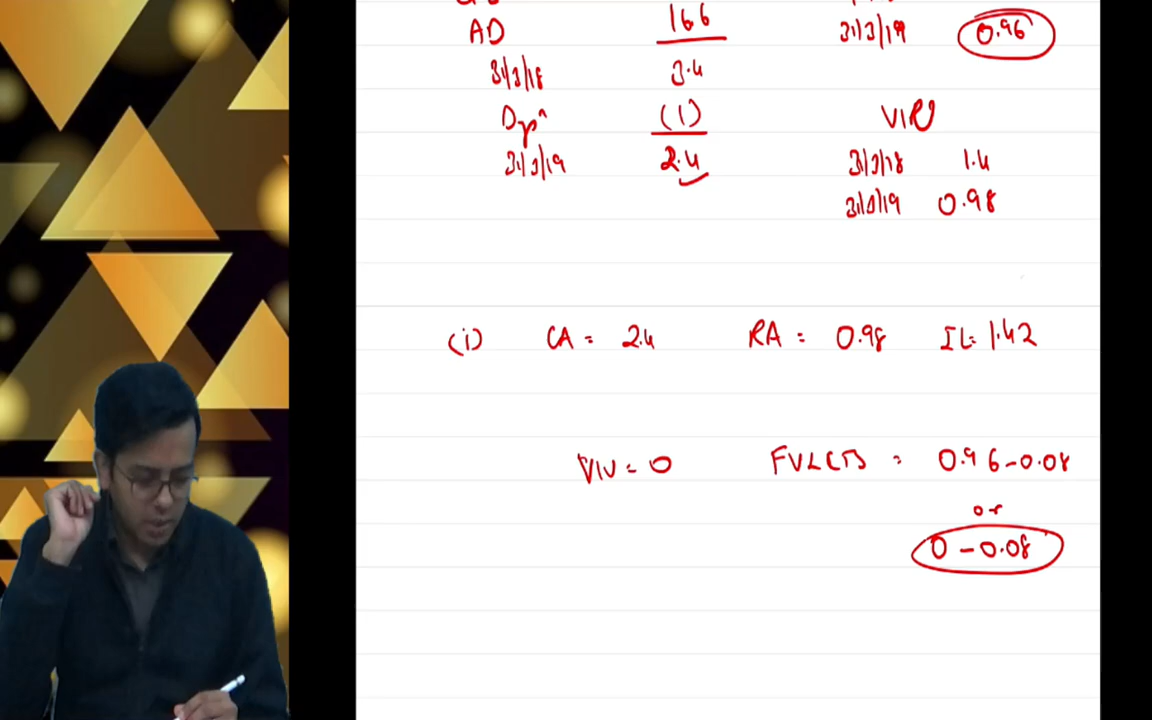 AD 16.6 31/3/19 0.96
31/3/18 3.4
Dep^n (1) VIU
31/3/19 2.4 31/3/18 1.4
31/3/19 0.98
(i) CA = 2.4 RA = 0.98 IL = 1.42
VIU = 0 FVLCTS = 0.96 - 0.08
or
0 - 0.08